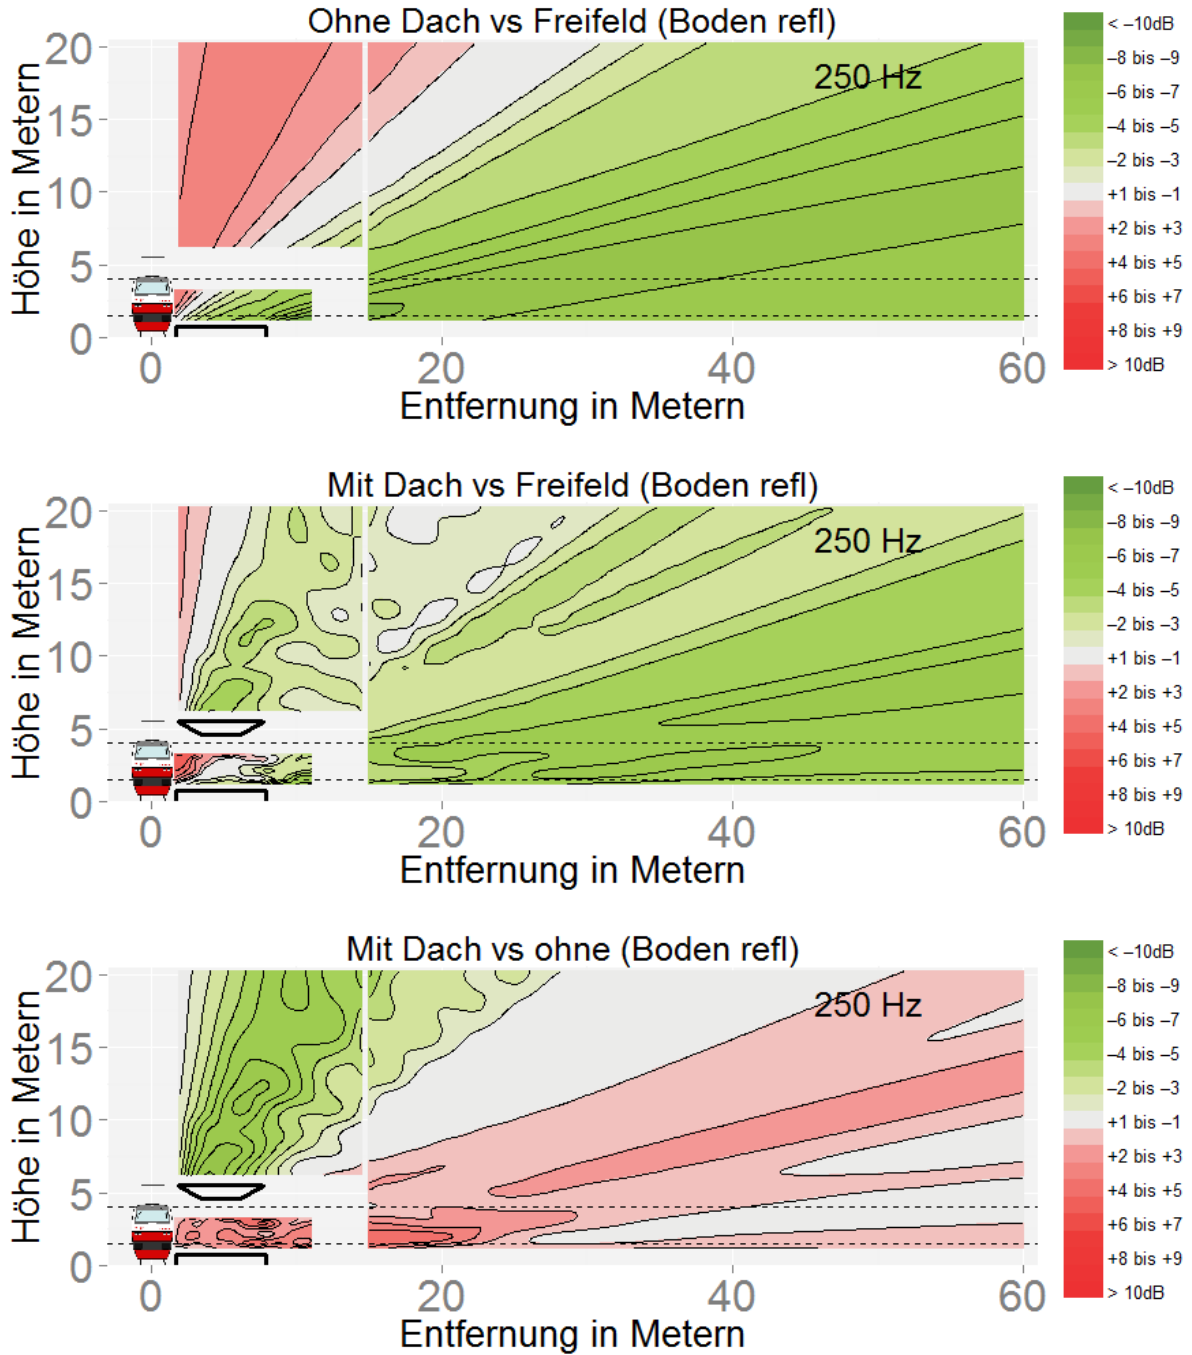 Ohne Dach vs Freifeld (Boden refl)
250 Hz
Höhe in Metern
20
15
10
5
0
0 20 40 60
Entfernung in Metern
< –10dB
–8 bis –9
–6 bis –7
–4 bis –5
–2 bis –3
+1 bis –1
+2 bis +3
+4 bis +5
+6 bis +7
+8 bis +9
> 10dB
Mit Dach vs Freifeld (Boden refl)
250 Hz
Höhe in Metern
20
15
10
5
0
0 20 40 60
Entfernung in Metern
< –10dB
–8 bis –9
–6 bis –7
–4 bis –5
–2 bis –3
+1 bis –1
+2 bis +3
+4 bis +5
+6 bis +7
+8 bis +9
> 10dB
Mit Dach vs ohne (Boden refl)
250 Hz
Höhe in Metern
20
15
10
5
0
0 20 40 60
Entfernung in Metern
< –10dB
–8 bis –9
–6 bis –7
–4 bis –5
–2 bis –3
+1 bis –1
+2 bis +3
+4 bis +5
+6 bis +7
+8 bis +9
> 10dB